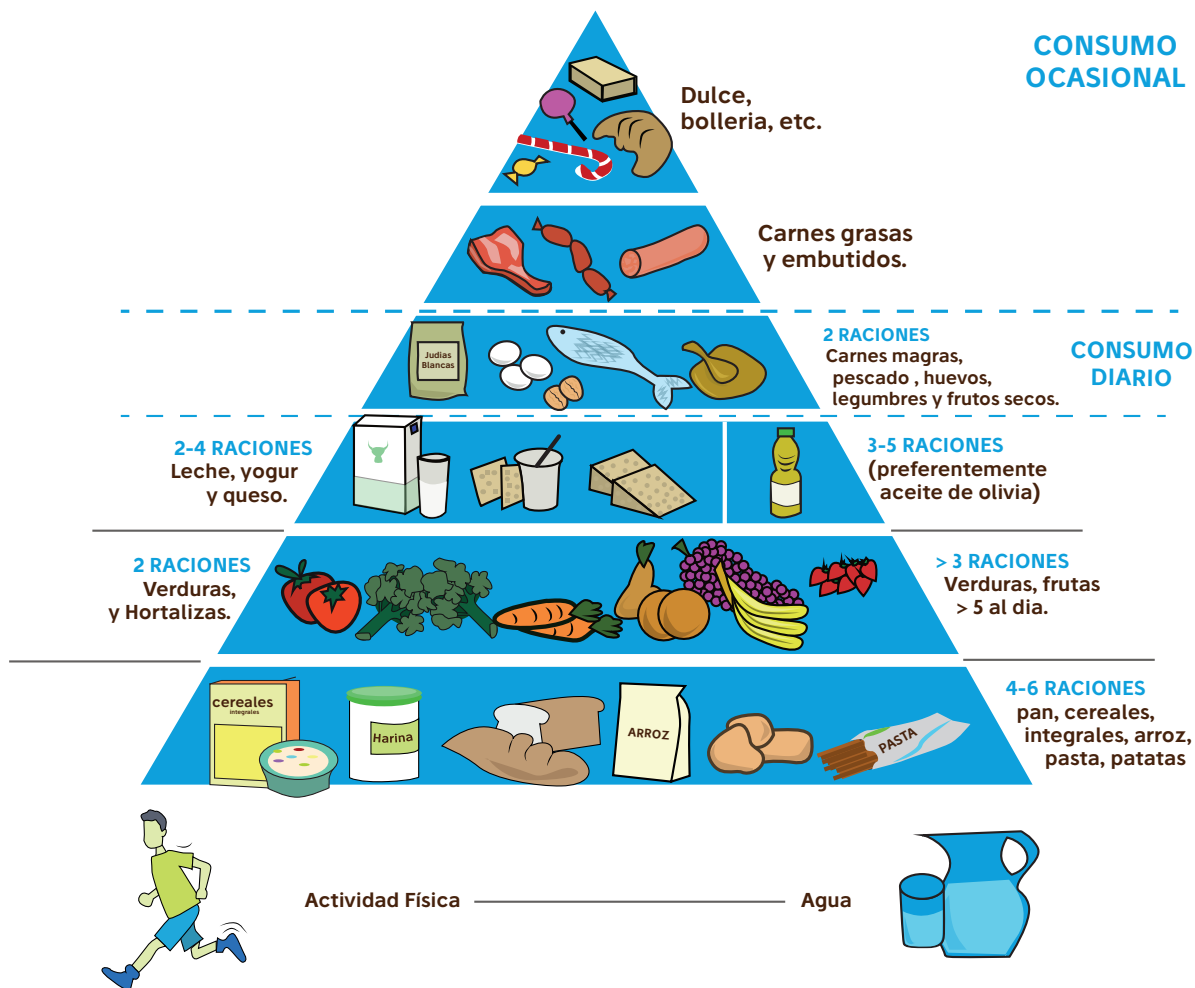 CONSUMO
OCASIONAL
Dulce,
bolleria, etc.
Carnes grasas
y embutidos.
Judias
Blancas
2 RACIONES
Carnes magras,
pescado , huevos,
legumbres y frutos secos.
CONSUMO
DIARIO
2-4 RACIONES
Leche, yogur
y queso.
3-5 RACIONES
(preferentemente
aceite de olivia)
2 RACIONES
Verduras,
y Hortalizas.
> 3 RACIONES
Verduras, frutas
> 5 al dia.
cereales
integrales
Harina
ARROZ
PASTA
4-6 RACIONES
pan, cereales,
integrales, arroz,
pasta, patatas
Actividad Física
Agua